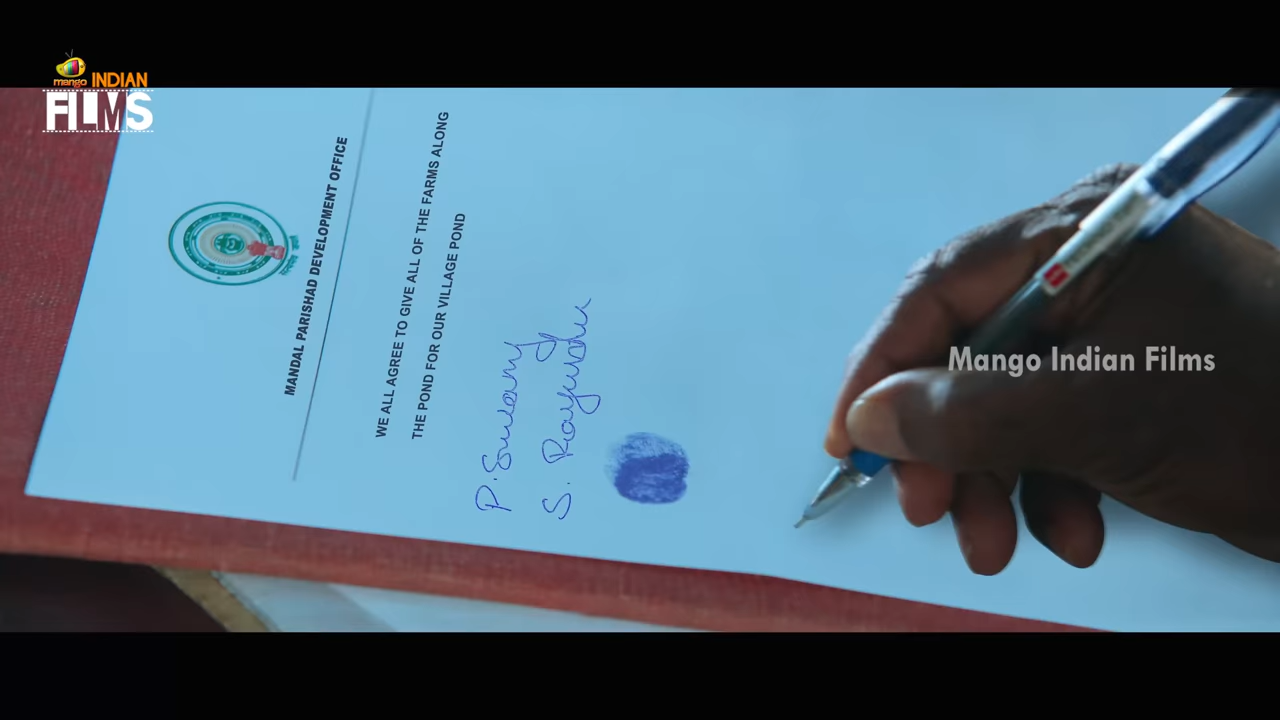 mango INDIAN
FILMS
MANDAL PARISHAD DEVELOPMENT OFFICE
WE ALL AGREE TO GIVE ALL OF THE FARMS ALONG
THE POND FOR OUR VILLAGE POND
P. Swamy
S. Rayudu
Mango Indian Films